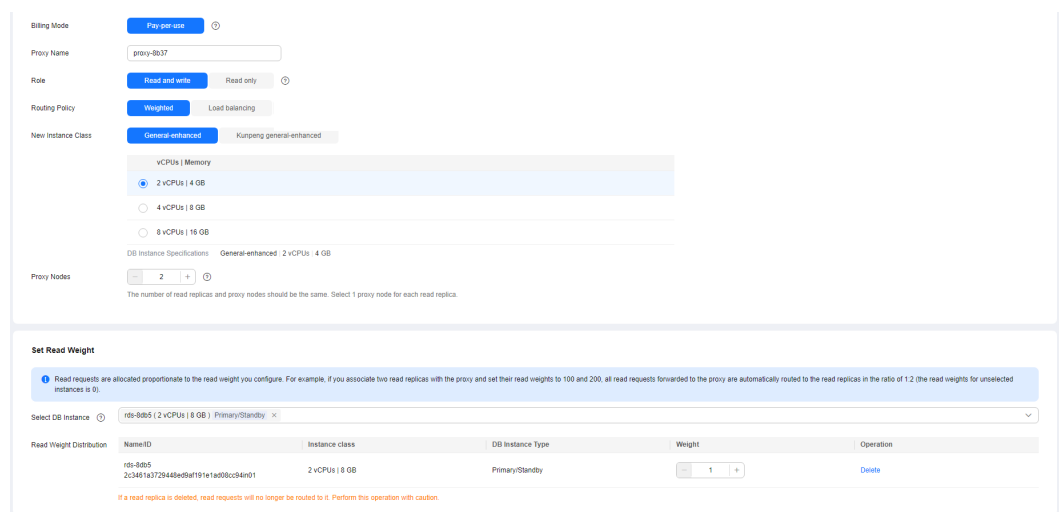 Billing Mode Pay-per-use
Proxy Name proxy-8b37
Role Read and write Read only
Routing Policy Weighted Load balancing
New Instance Class General-enhanced Kunpeng general-enhanced
vCPUs | Memory
2 vCPUs | 4 GB
4 vCPUs | 8 GB
8 vCPUs | 16 GB
DB Instance Specifications General-enhanced | 2 vCPUs | 4 GB
Proxy Nodes − 2 +
The number of read replicas and proxy nodes should be the same. Select 1 proxy node for each read replica.
Set Read Weight
Read requests are allocated proportionate to the read weight you configure. For example, if you associate two read replicas with the proxy and set their read weights to 100 and 200, all read requests forwarded to the proxy are automatically routed to the read replicas in the ratio of 1:2 (the read weights for unselected
instances is 0).
Select DB Instance rds-8db5 ( 2 vCPUs | 8 GB ) Primary/Standby ×
Read Weight Distribution Name/ID Instance class DB Instance Type Weight Operation
rds-8db5
2c3461a3729448ed9af191e1ad08cc94in01 2 vCPUs | 8 GB Primary/Standby − 1 + Delete
If a read replica is deleted, read requests will no longer be routed to it. Perform this operation with caution.